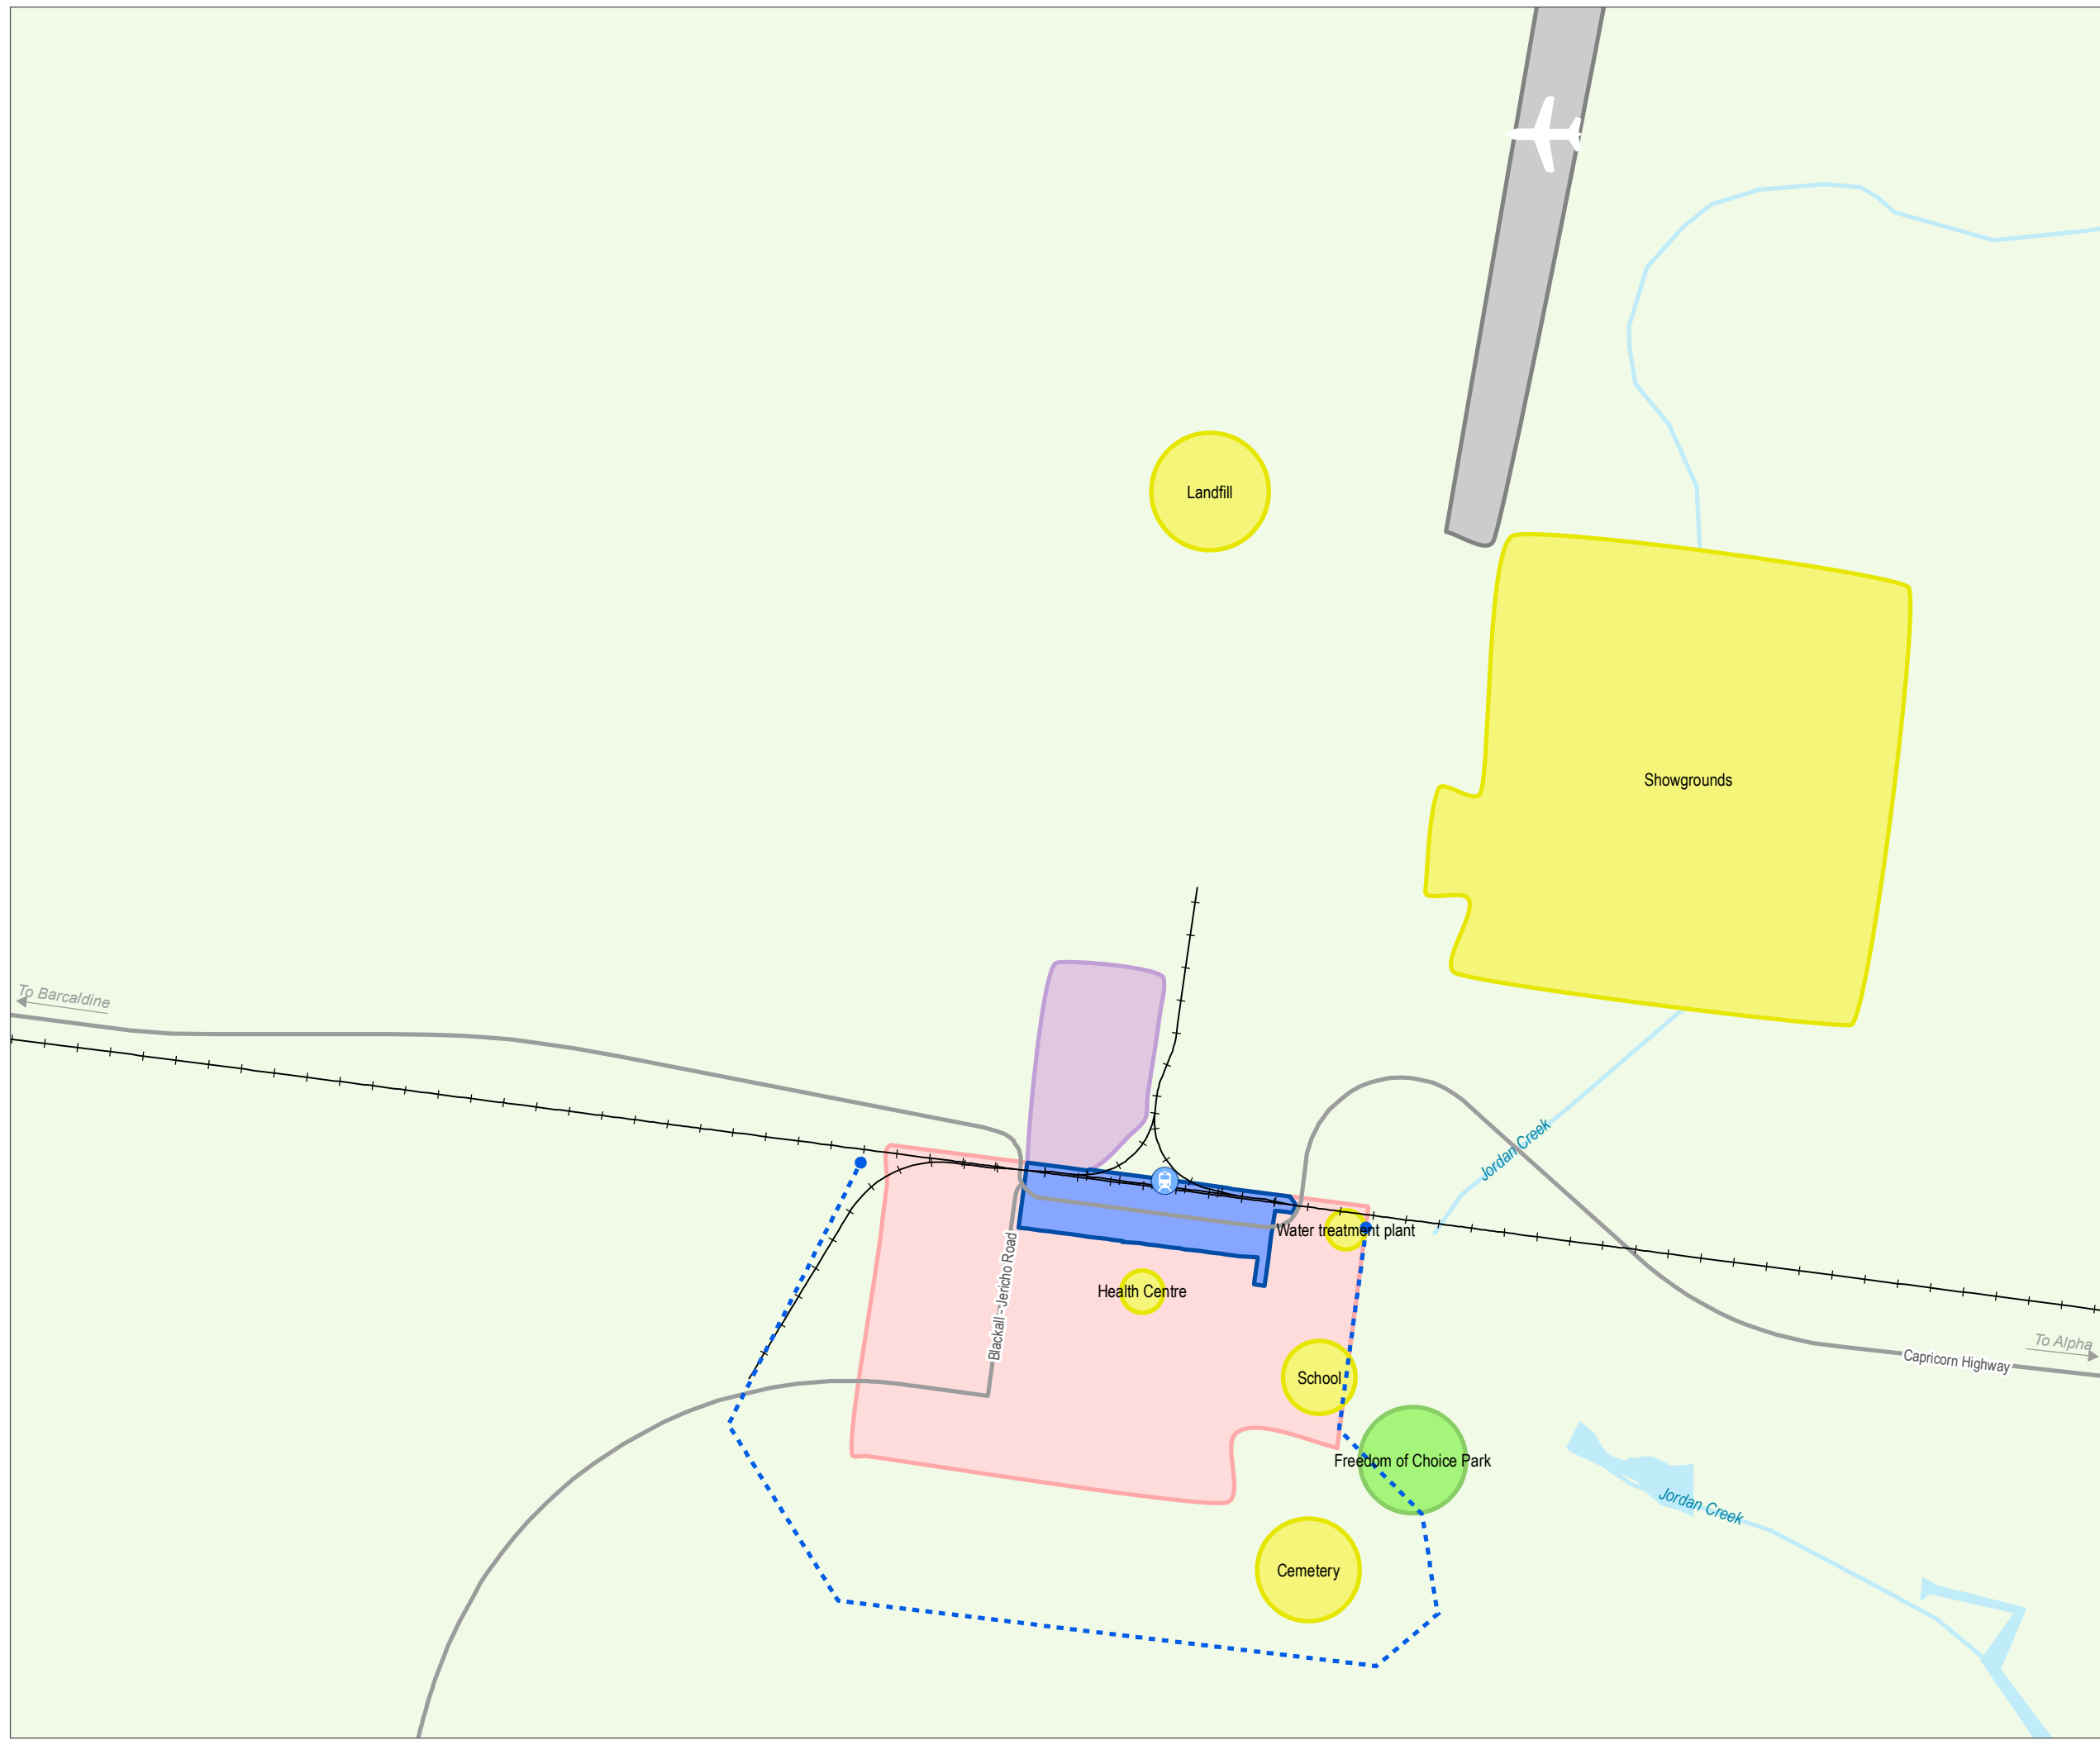 Landfill
Showgrounds
To Barcaldine
Jordan Creek
Water treatment plant
Health Centre
Blackall - Jericho Road
To Alpha
Capricorn Highway
School
Freedom of Choice Park
Jordan Creek
Cemetery